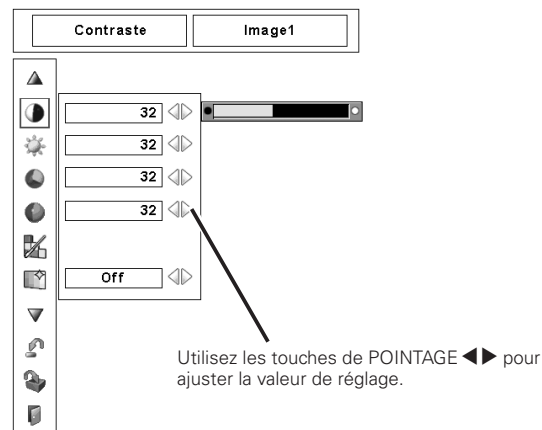 Contraste Image1
32
32
32
32
Off
Utilisez les touches de POINTAGE ◀▶ pour
ajuster la valeur de réglage.